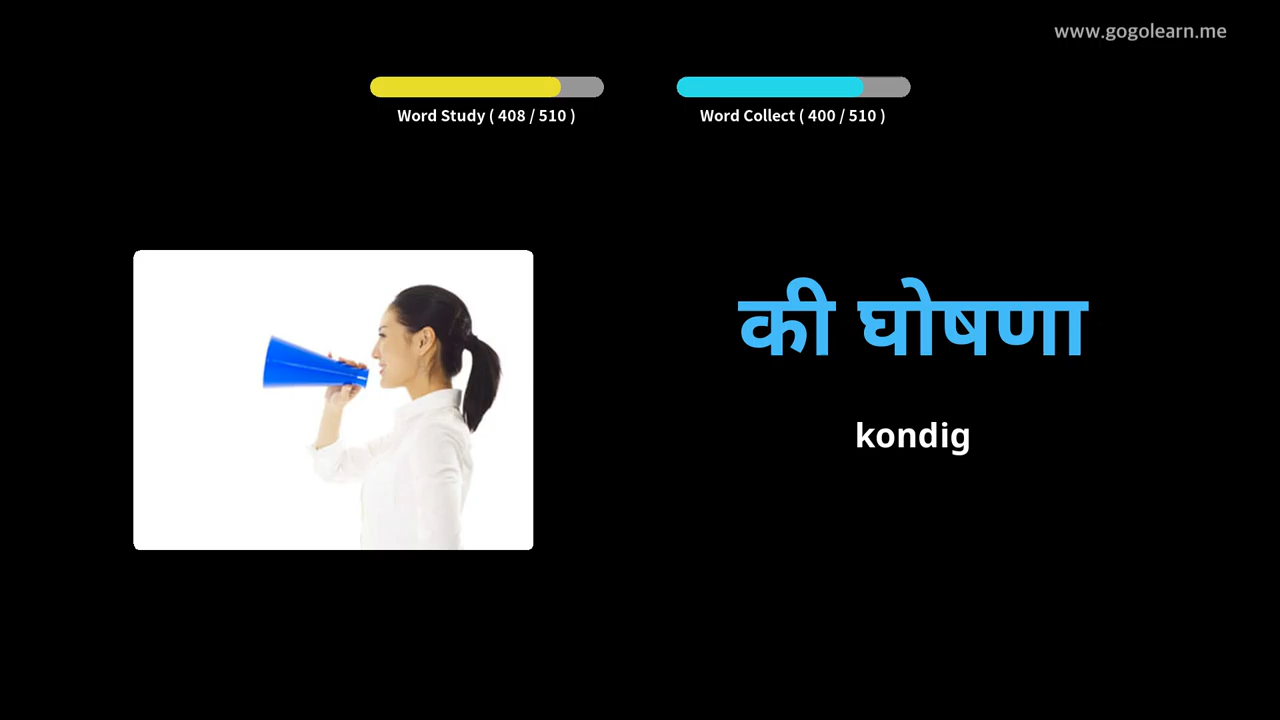 www.gogolearn.me
Word Study ( 408 / 510 )
Word Collect ( 400 / 510 )
की घोषणा
kondig